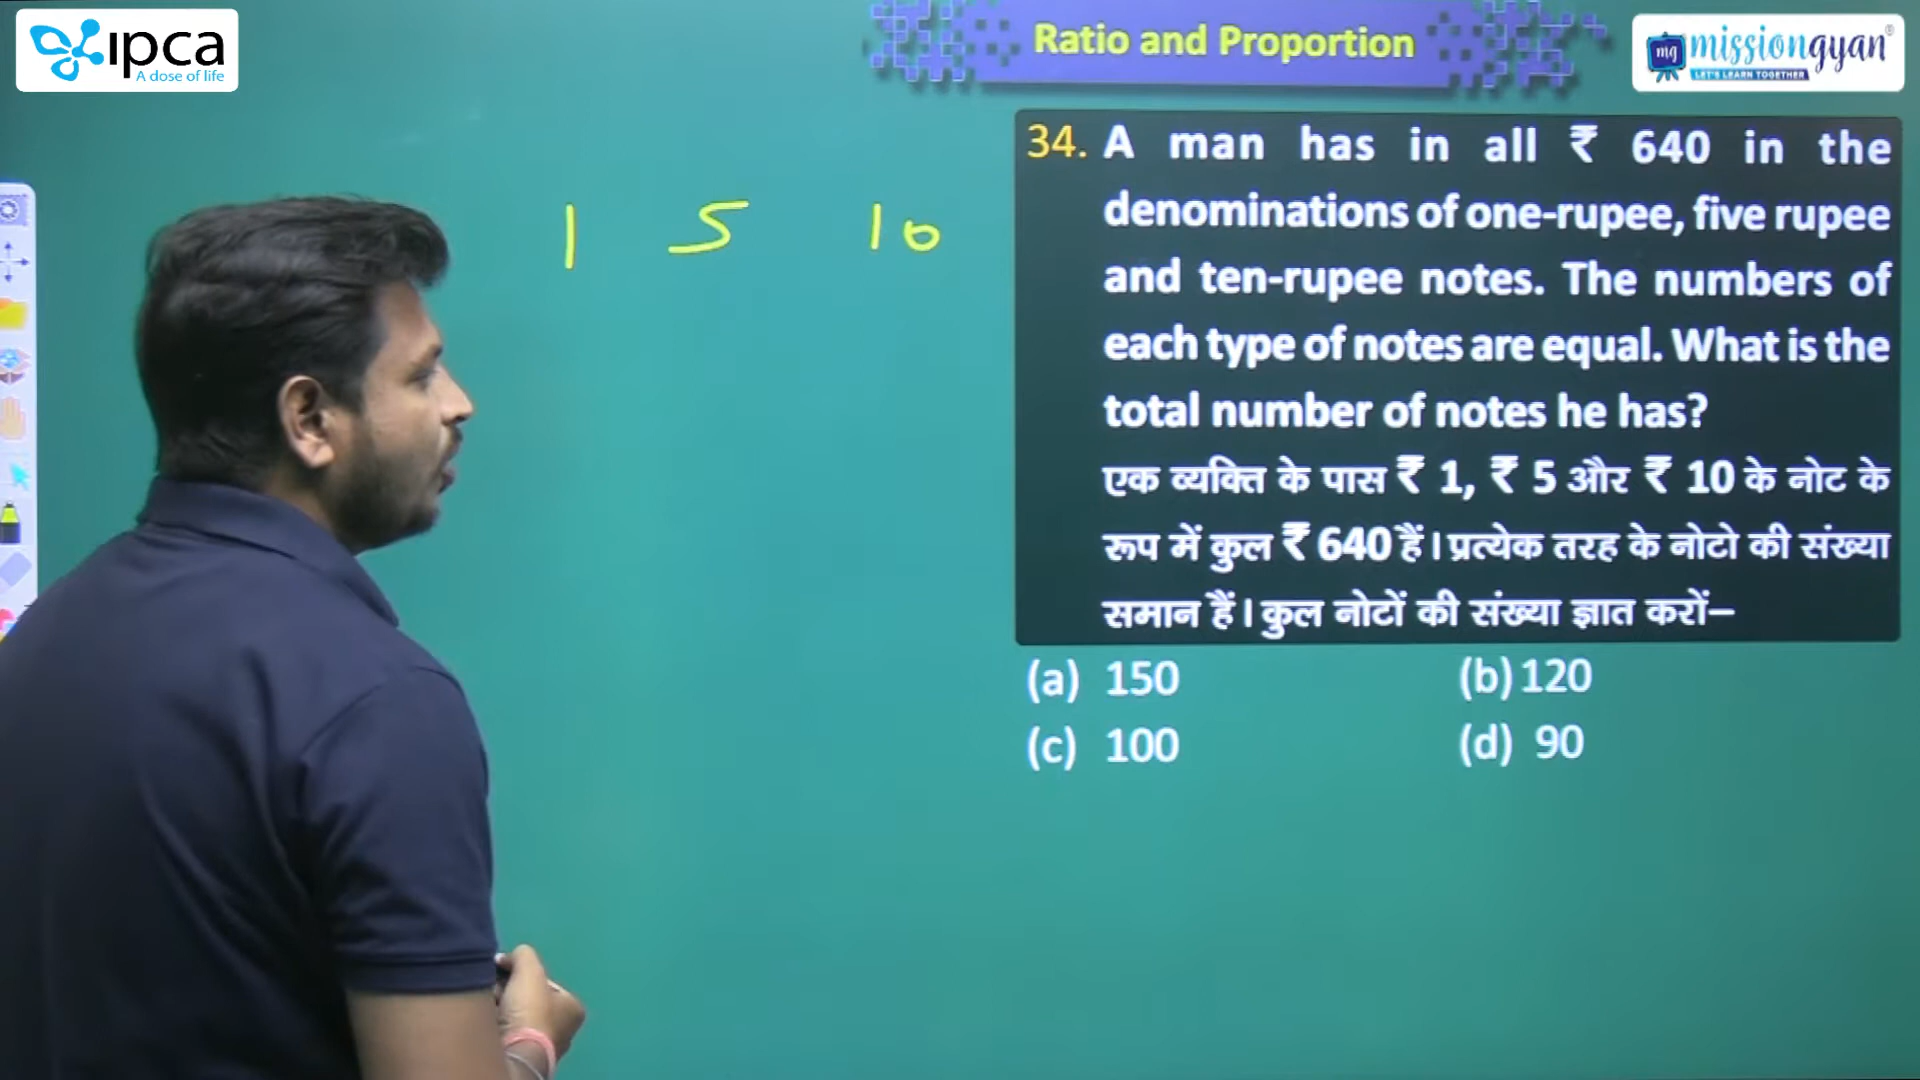 ipca
A dose of life
Ratio and Proportion
mg missiongyan®
LET'S LEARN TOGETHER
1 5 10
34. A man has in all ₹ 640 in the
denominations of one-rupee, five rupee
and ten-rupee notes. The numbers of
each type of notes are equal. What is the
total number of notes he has?
एक व्यक्ति के पास ₹ 1, ₹ 5 और ₹ 10 के नोट के
रूप में कुल ₹ 640 हैं। प्रत्येक तरह के नोटो की संख्या
समान हैं। कुल नोटों की संख्या ज्ञात करों–
(a) 150 (b) 120
(c) 100 (d) 90